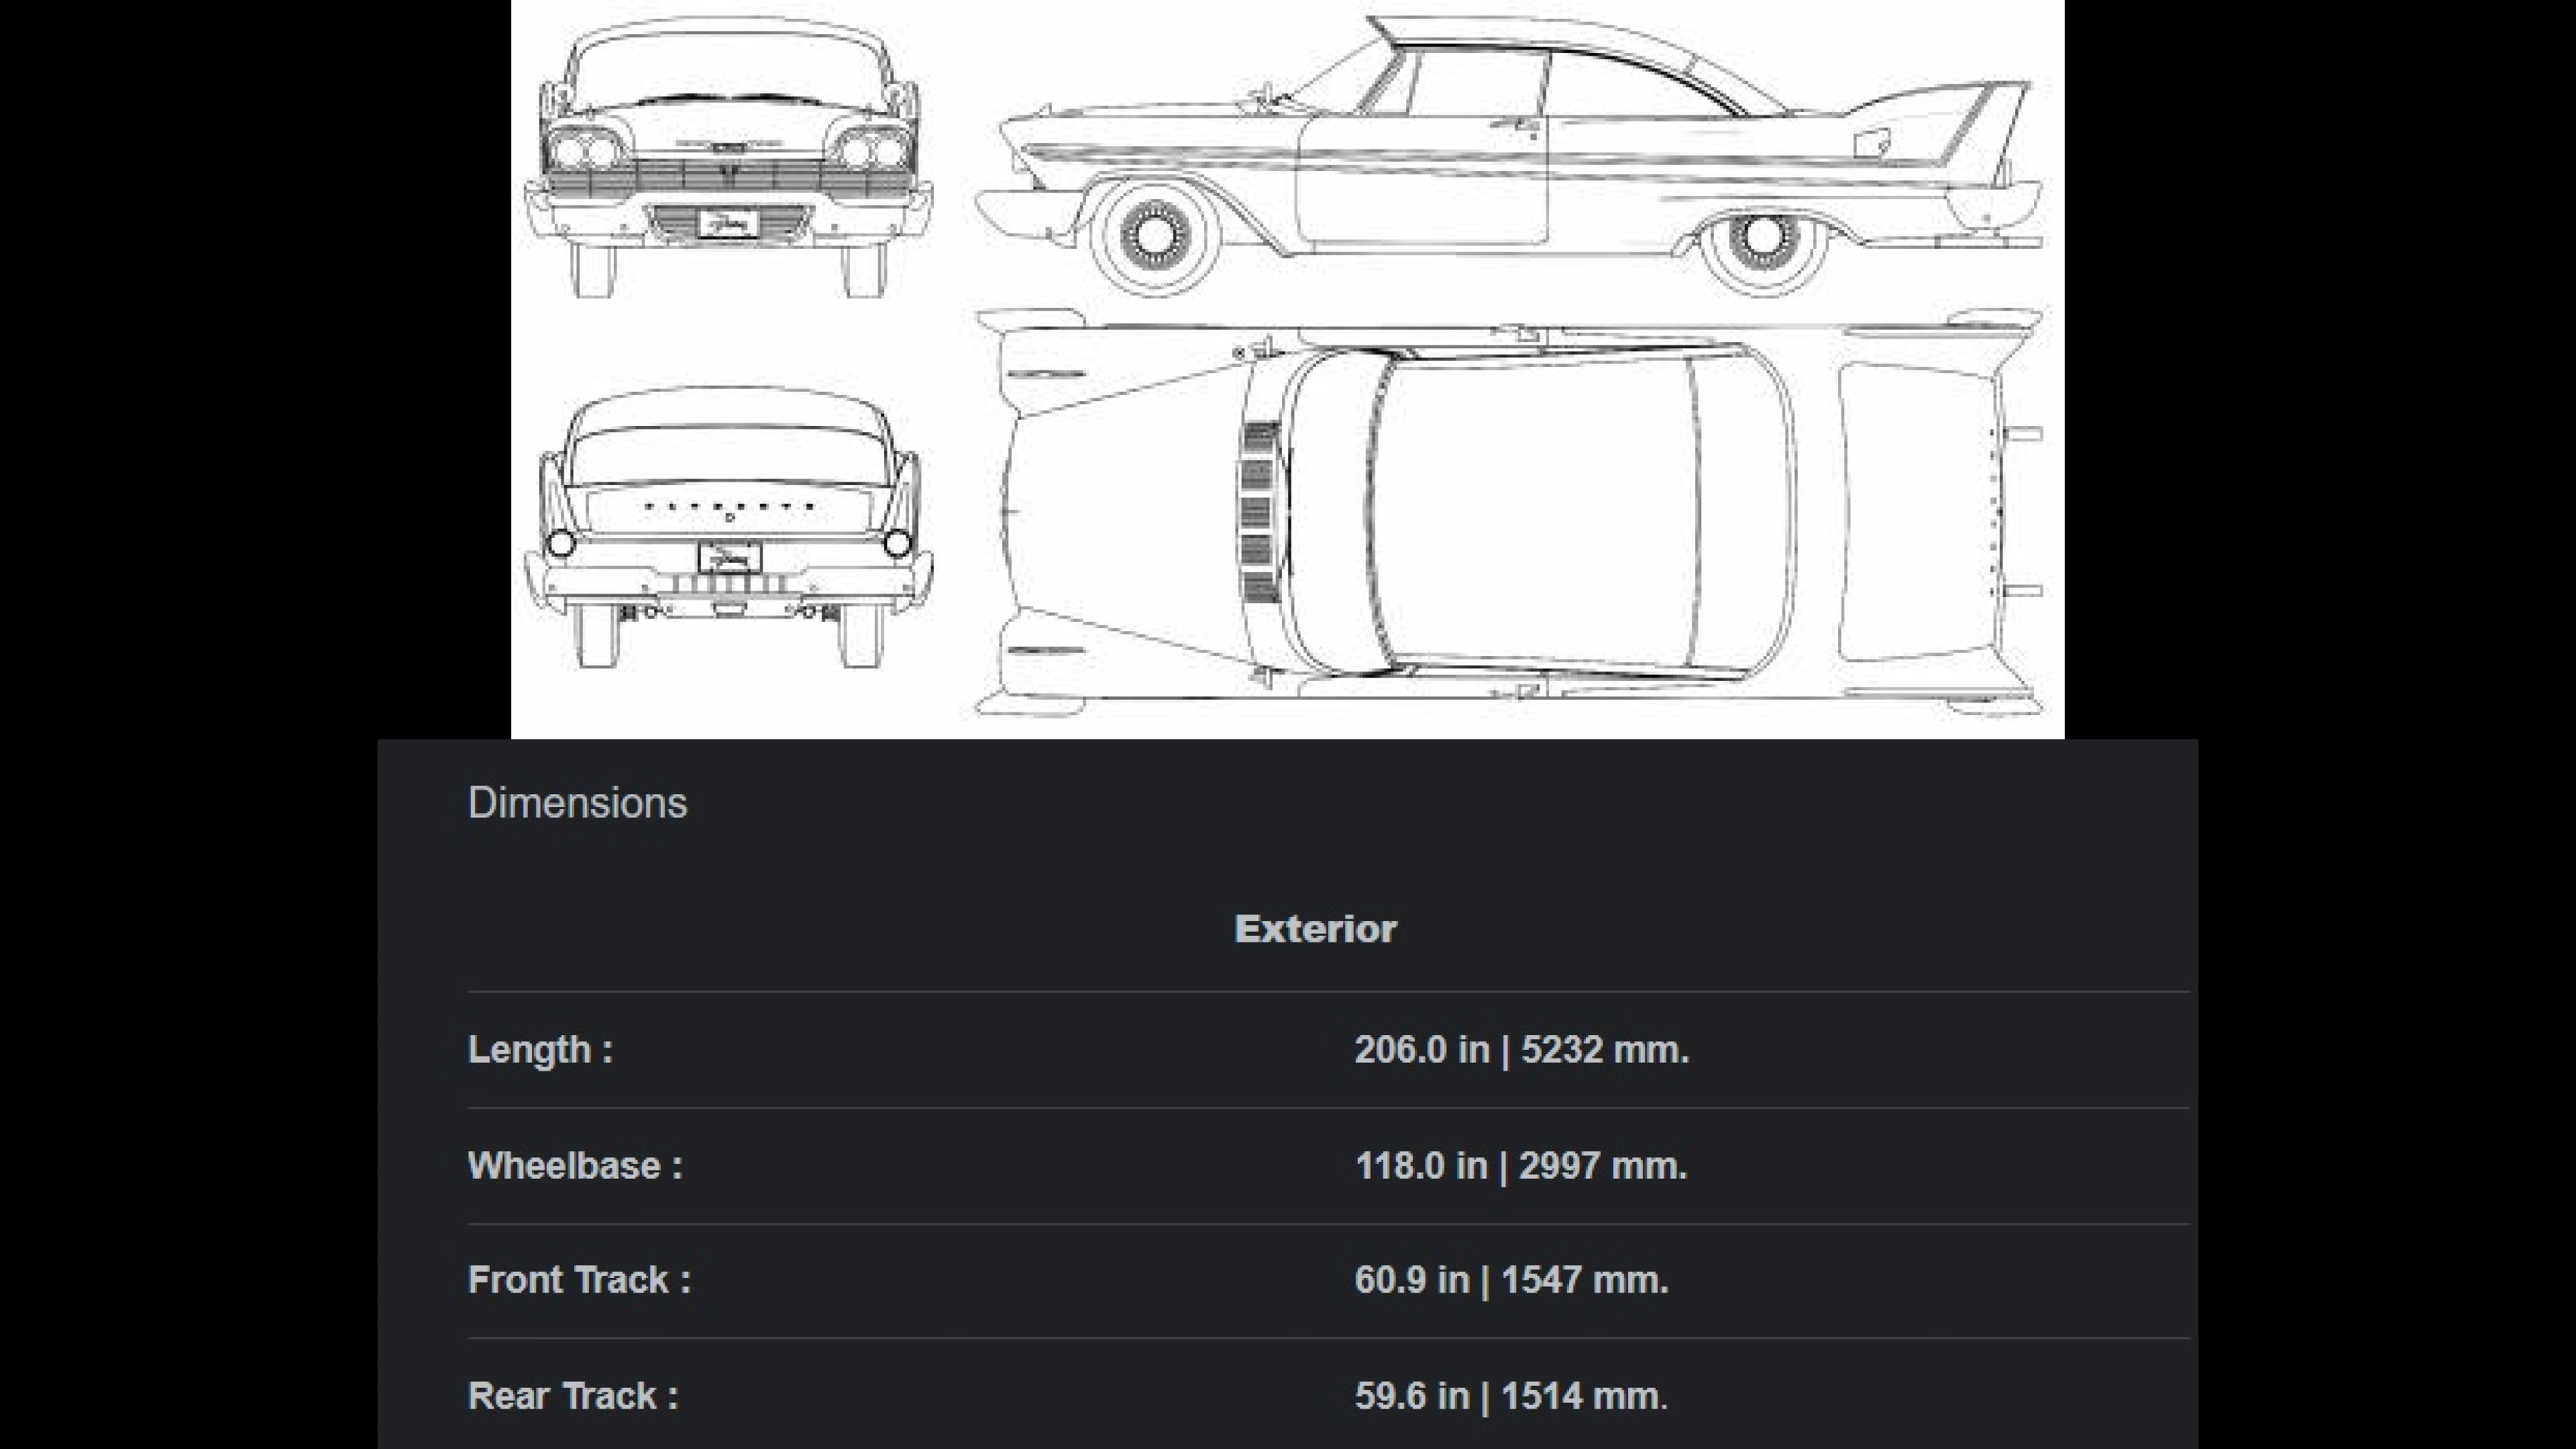 Dimensions
Exterior
Length : 206.0 in | 5232 mm.
Wheelbase : 118.0 in | 2997 mm.
Front Track : 60.9 in | 1547 mm.
Rear Track : 59.6 in | 1514 mm.